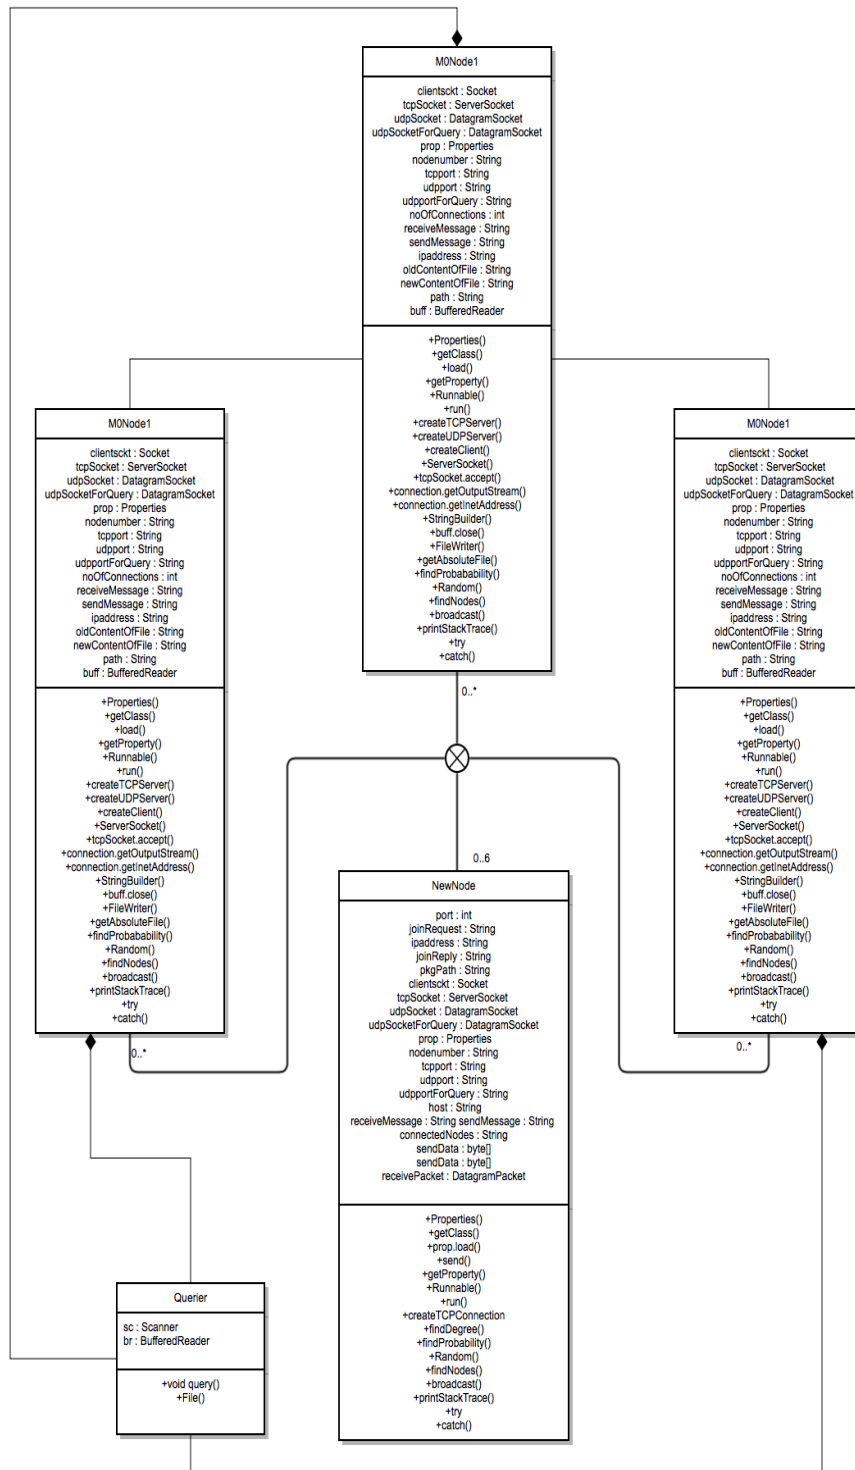 M0Node1
clientsckt : Socket
tcpSocket : ServerSocket
udpSocket : DatagramSocket
udpSocketForQuery : DatagramSocket
prop : Properties
nodenumber : String
tcpport : String
udpport : String
udpportForQuery : String
noOfConnections : int
receiveMessage : String
sendMessage : String
ipaddress : String
oldContentOfFile : String
newContentOfFile : String
path : String
buff : BufferedReader
+Properties()
+getClass()
+load()
+getProperty()
+Runnable()
+run()
+createTCPServer()
+createUDPServer()
+createClient()
+ServerSocket()
+tcpSocket.accept()
+connection.getOutputStream()
+connection.getInetAddress()
+StringBuilder()
+buff.close()
+FileWriter()
+getAbsoluteFile()
+findProbabability()
+Random()
+findNodes()
+broadcast()
+printStackTrace()
+try
+catch()
0..*
M0Node1
clientsckt : Socket
tcpSocket : ServerSocket
udpSocket : DatagramSocket
udpSocketForQuery : DatagramSocket
prop : Properties
nodenumber : String
tcpport : String
udpport : String
udpportForQuery : String
noOfConnections : int
receiveMessage : String
sendMessage : String
ipaddress : String
oldContentOfFile : String
newContentOfFile : String
path : String
buff : BufferedReader
+Properties()
+getClass()
+load()
+getProperty()
+Runnable()
+run()
+createTCPServer()
+createUDPServer()
+createClient()
+ServerSocket()
+tcpSocket.accept()
+connection.getOutputStream()
+connection.getInetAddress()
+StringBuilder()
+buff.close()
+FileWriter()
+getAbsoluteFile()
+findProbabability()
+Random()
+findNodes()
+broadcast()
+printStackTrace()
+try
+catch()
0..*
M0Node1
clientsckt : Socket
tcpSocket : ServerSocket
udpSocket : DatagramSocket
udpSocketForQuery : DatagramSocket
prop : Properties
nodenumber : String
tcpport : String
udpport : String
udpportForQuery : String
noOfConnections : int
receiveMessage : String
sendMessage : String
ipaddress : String
oldContentOfFile : String
newContentOfFile : String
path : String
buff : BufferedReader
+Properties()
+getClass()
+load()
+getProperty()
+Runnable()
+run()
+createTCPServer()
+createUDPServer()
+createClient()
+ServerSocket()
+tcpSocket.accept()
+connection.getOutputStream()
+connection.getInetAddress()
+StringBuilder()
+buff.close()
+FileWriter()
+getAbsoluteFile()
+findProbabability()
+Random()
+findNodes()
+broadcast()
+printStackTrace()
+try
+catch()
0..*
0..6
NewNode
port : int
joinRequest : String
ipaddress : String
joinReply : String
pkgPath : String
clientsckt : Socket
tcpSocket : ServerSocket
udpSocket : DatagramSocket
udpSocketForQuery : DatagramSocket
prop : Properties
nodenumber : String
tcpport : String
udpport : String
udpportForQuery : String
host : String
receiveMessage : String sendMessage : String
connectedNodes : String
sendData : byte[]
sendData : byte[]
receivePacket : DatagramPacket
+Properties()
+getClass()
+prop.load()
+send()
+getProperty()
+Runnable()
+run()
+createTCPConnection
+findDegree()
+findProbability()
+Random()
+findNodes()
+broadcast()
+printStackTrace()
+try
+catch()
Querier
sc : Scanner
br : BufferedReader
+void query()
+File()